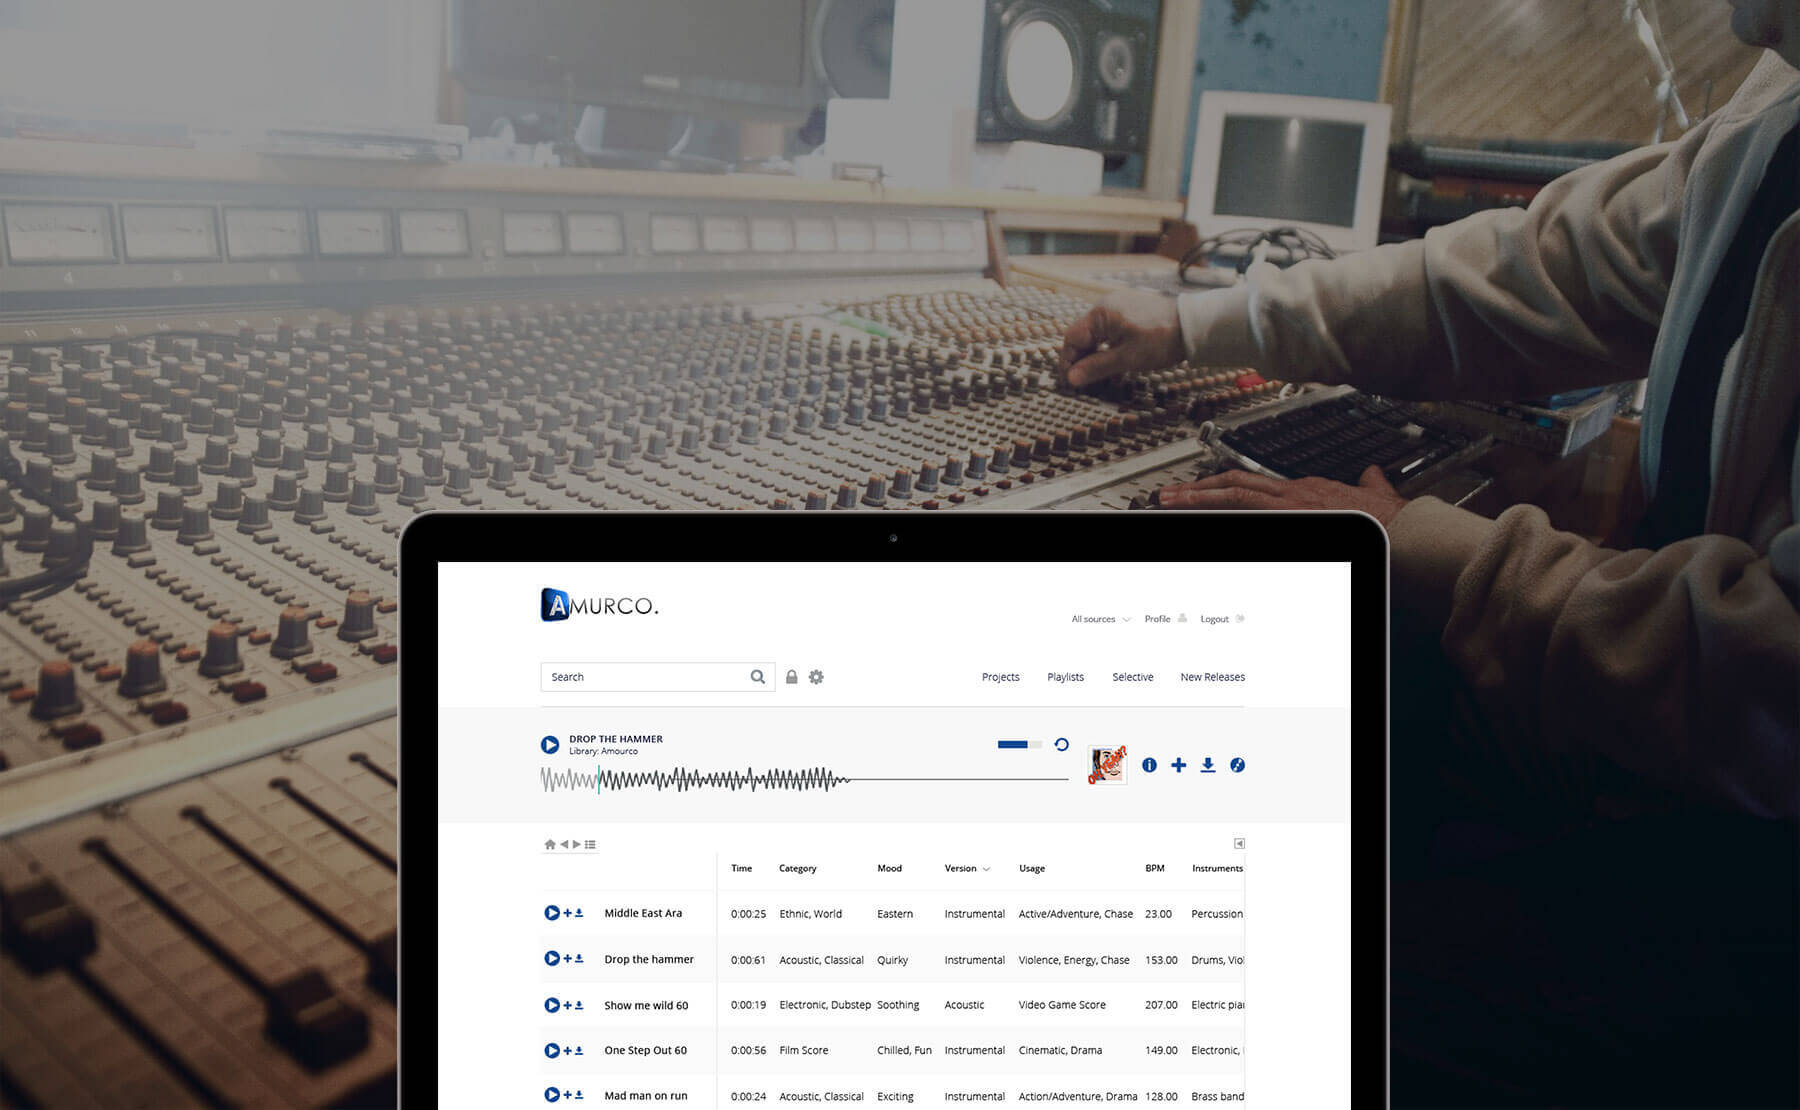 AMURCO.
All sources Profile Logout
Search
Projects Playlists Selective New Releases
DROP THE HAMMER
Library: Amourco
Time Category Mood Version Usage BPM Instruments
Middle East Ara 0:00:25 Ethnic, World Eastern Instrumental Active/Adventure, Chase 23.00 Percussion
Drop the hammer 0:00:61 Acoustic, Classical Quirky Instrumental Violence, Energy, Chase 153.00 Drums,
Show me wild 60 0:00:19 Electronic, Dubstep Soothing Acoustic Video Game Score 207.00 Electric
One Step Out 60 0:00:56 Film Score Chilled, Fun Instrumental Cinematic, Drama 149.00 Electronic,
Mad man on run 0:00:24 Acoustic, Classical Exciting Instrumental Action/Adventure, Drama 128.00 Brass band